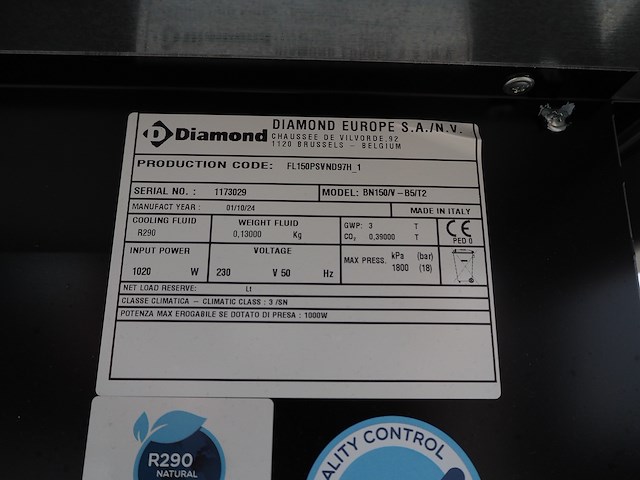 Diamond
DIAMOND EUROPE S.A./N.V.
CHAUSSEE DE VILVORDE, 92
1120 BRUSSELS - BELGIUM
PRODUCTION CODE: FL150PSVND97H_1
SERIAL NO. : 1173029 MODEL: BN150/V - B5/T2
MANUFACT YEAR : 01/10/24 MADE IN ITALY
COOLING FLUID WEIGHT FLUID GWP: 3 T CE
R290 0,13000 Kg CO2 0,39000 T PED 0
INPUT POWER VOLTAGE MAX PRESS. kPa (bar)
1020 W 230 V 50 Hz 1800 (18)
NET LOAD RESERVE: Lt
CLASSE CLIMATICA - CLIMATIC CLASS : 3 /SN
POTENZA MAX EROGABILE SE DOTATO DI PRESA : 1000W
R290
NATURAL
ALITY CONTROL